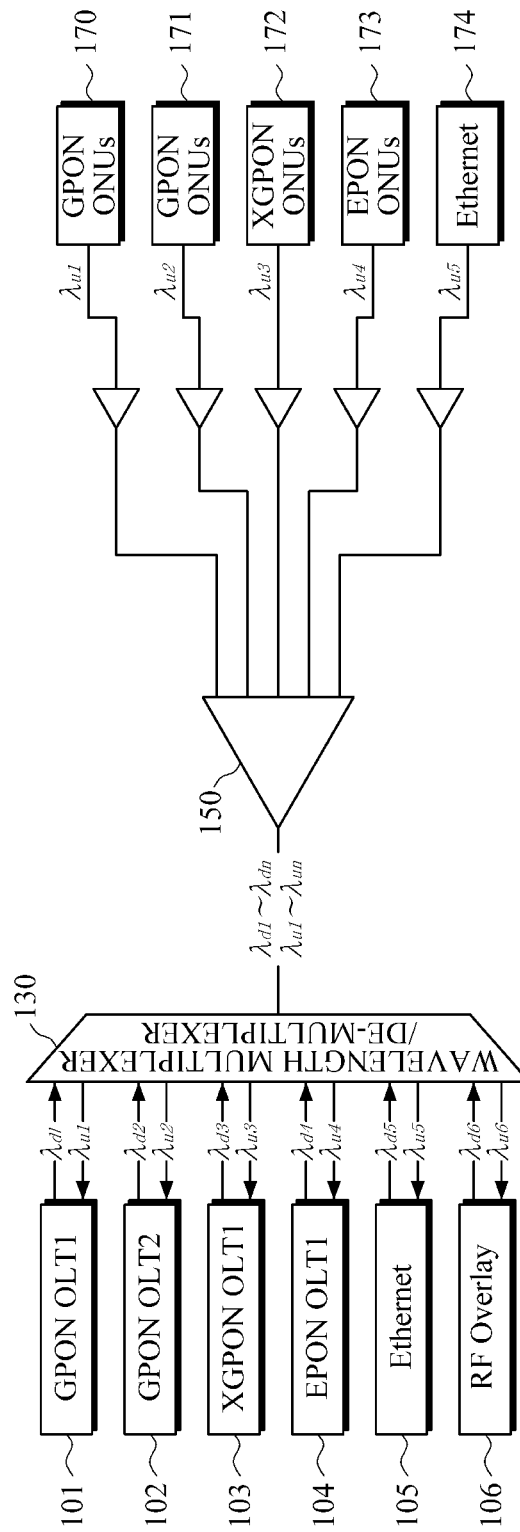 101
GPON OLT1
λd1
λu1
102
GPON OLT2
λd2
λu2
103
XGPON OLT1
λd3
λu3
104
EPON OLT1
λd4
λu4
105
Ethernet
λd5
λu5
106
RF Overlay
λd6
λu6
130
WAVELENGTH MULTIPLEXER
/DE-MULTIPLEXER
λd1~λdn
λu1~λun
150
λu1
GPON
ONUs
170
λu2
GPON
ONUs
171
λu3
XGPON
ONUs
172
λu4
EPON
ONUs
173
λu5
Ethernet
174